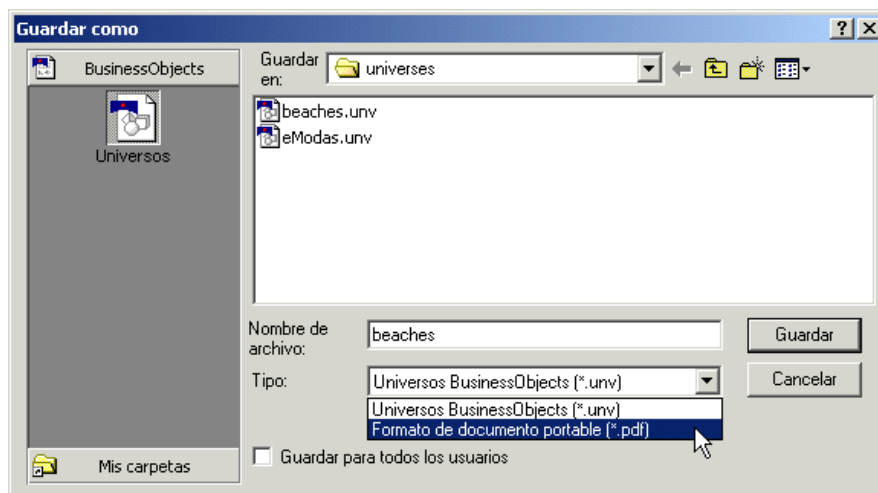 Guardar como
BusinessObjects
Universos
Mis carpetas
Guardar
en:
universes
beaches.unv
eModas.unv
Nombre de
archivo:
beaches
Guardar
Tipo:
Universos BusinessObjects (*.unv)
Cancelar
Universos BusinessObjects (*.unv)
Formato de documento portable (*.pdf)
Guardar para todos los usuarios